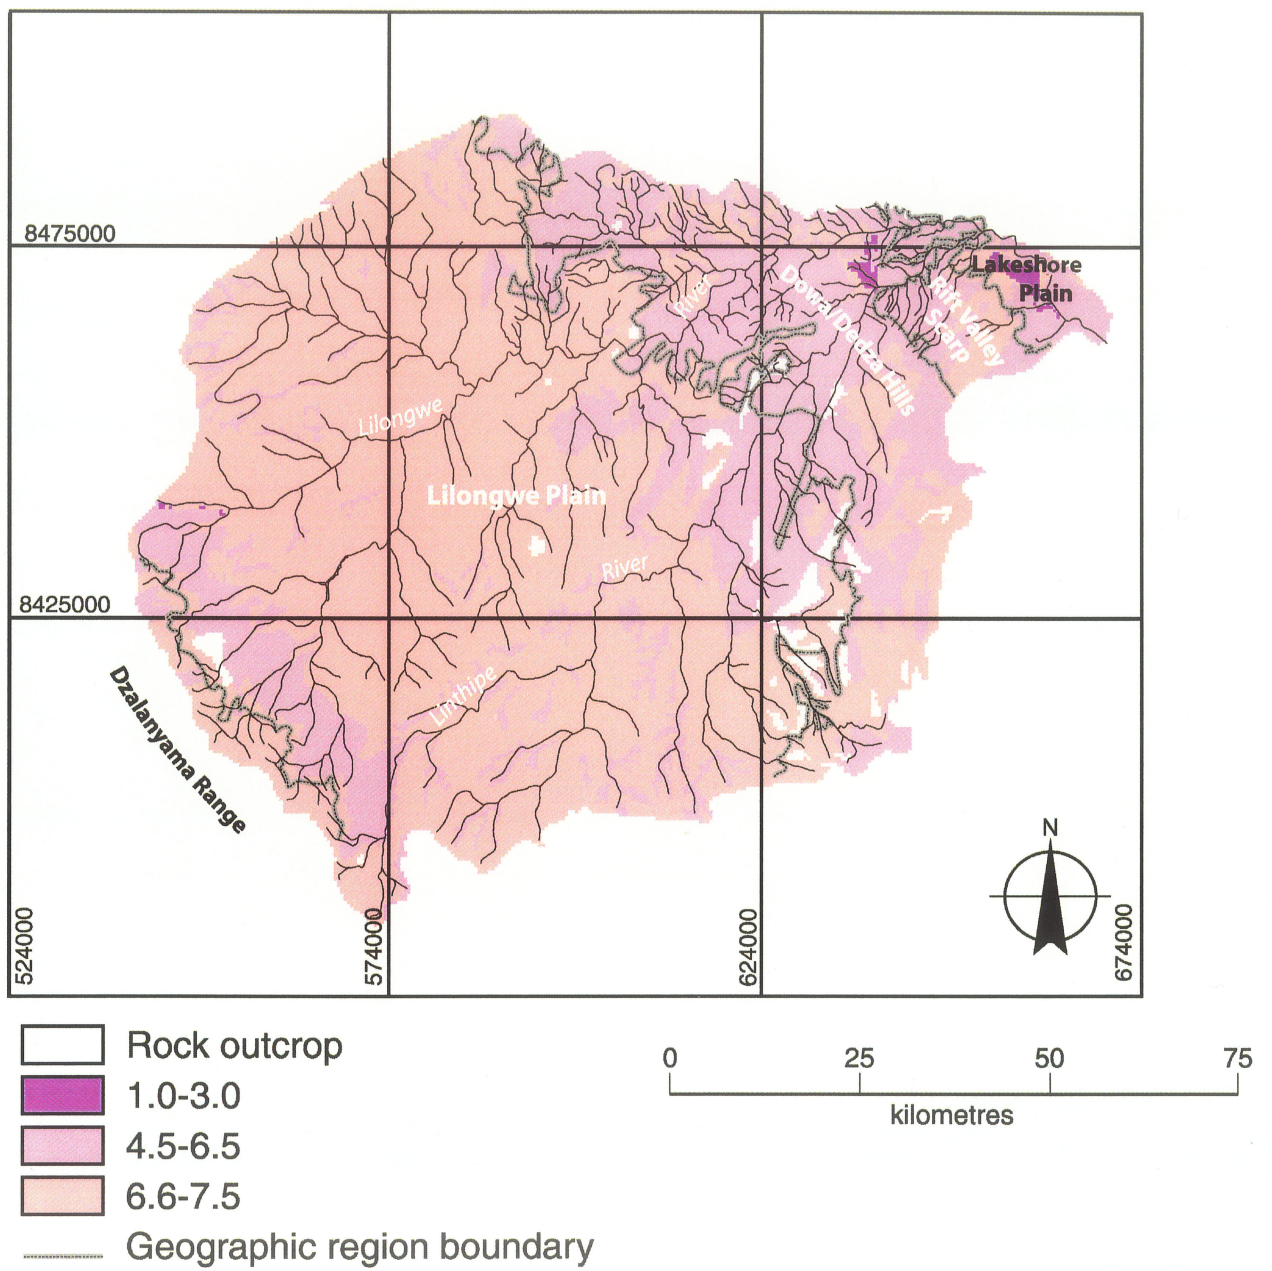 8475000
Lakeshore
Plain
River
Dowa/Dedza Hills
Rift Valley
Scarp
Lilongwe
Lilongwe Plain
River
8425000
Linthipe
Dzalanyama Range
N
524000
574000
624000
674000
Rock outcrop
1.0-3.0
4.5-6.5
6.6-7.5
Geographic region boundary
0 25 50 75
kilometres